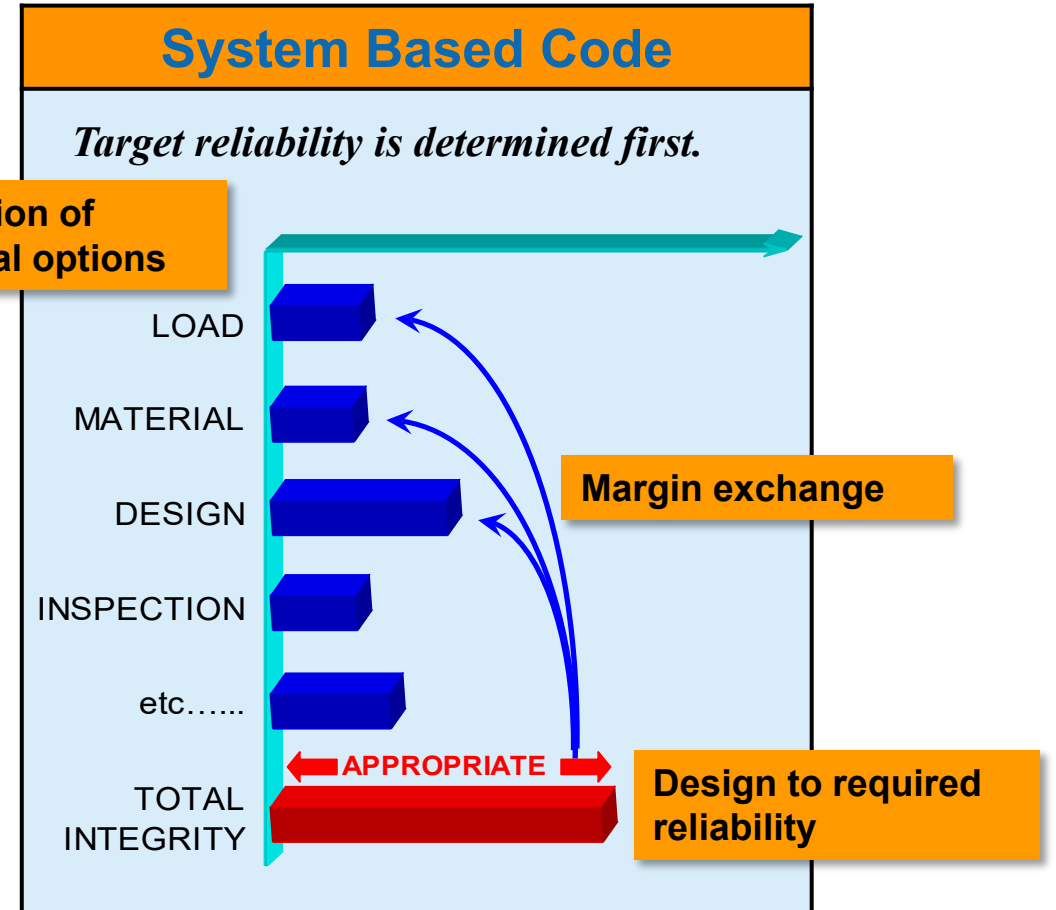 System Based Code
Target reliability is determined first.
ion of
al options
LOAD
MATERIAL
Margin exchange
DESIGN
INSPECTION
etc…...
APPROPRIATE
TOTAL
INTEGRITY
Design to required
reliability